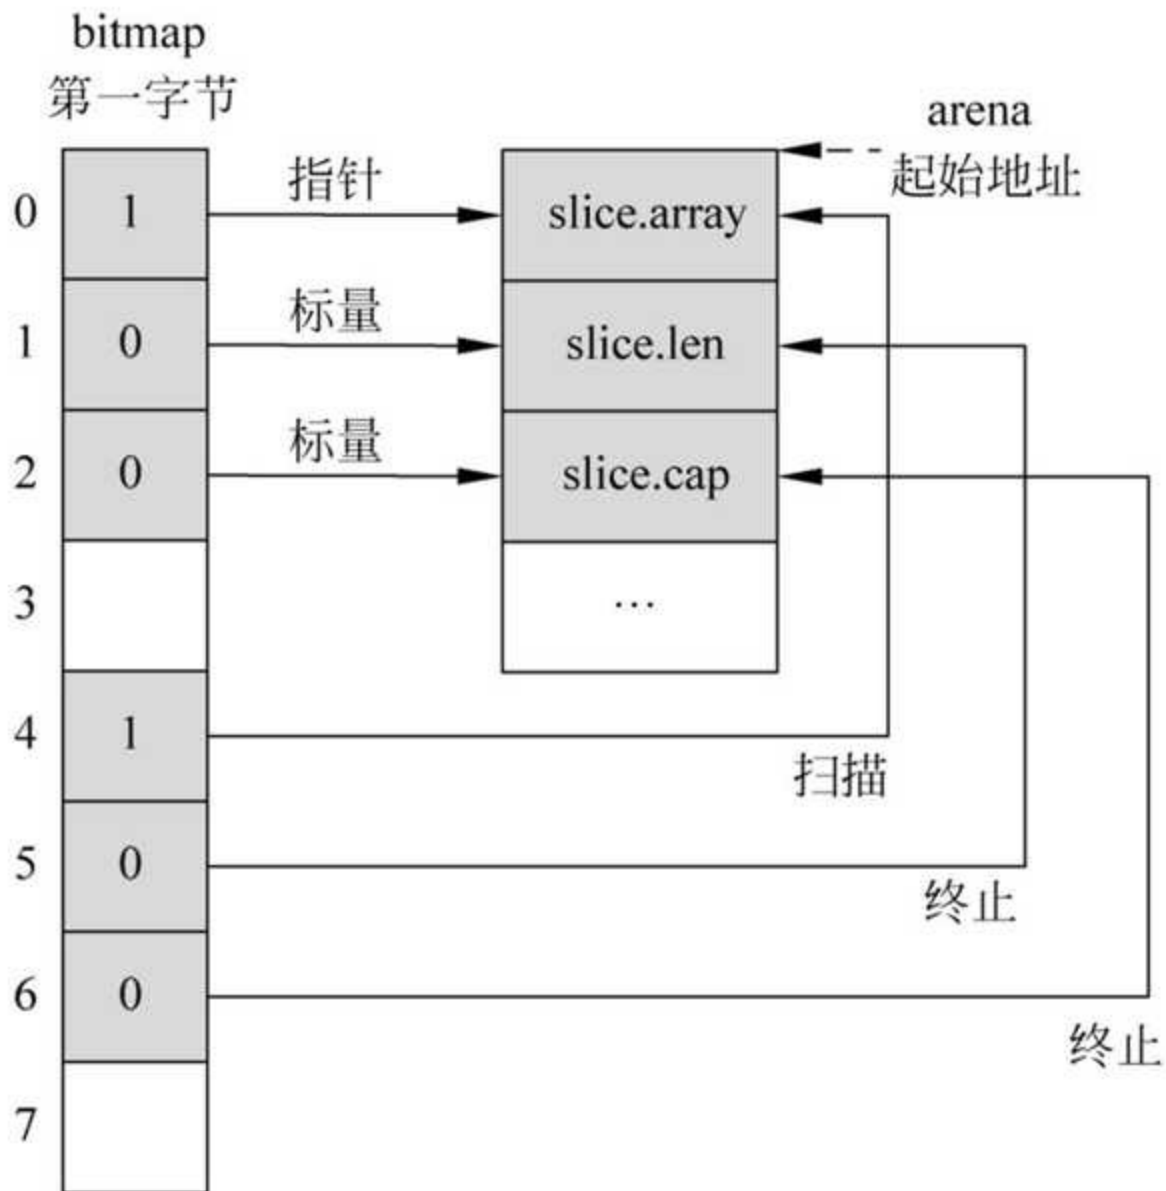 bitmap
第一字节
arena
起始地址
0
1
指针
slice.array
1
0
标量
slice.len
2
0
标量
slice.cap
3
…
4
1
扫描
5
0
终止
6
0
终止
7